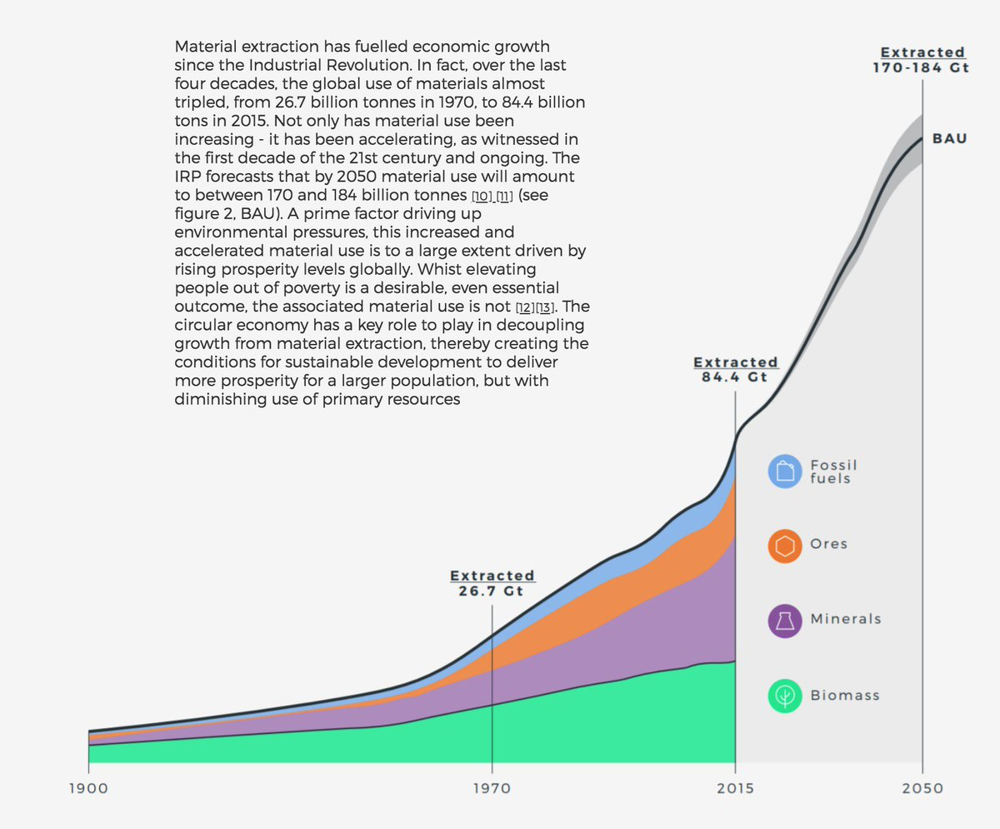 Material extraction has fuelled economic growth
since the Industrial Revolution. In fact, over the last
four decades, the global use of materials almost
tripled, from 26.7 billion tonnes in 1970, to 84.4 billion
tons in 2015. Not only has material use been
increasing - it has been accelerating, as witnessed in
the first decade of the 21st century and ongoing. The
IRP forecasts that by 2050 material use will amount
to between 170 and 184 billion tonnes [10] [11] (see
figure 2, BAU). A prime factor driving up
environmental pressures, this increased and
accelerated material use is to a large extent driven by
rising prosperity levels globally. Whist elevating
people out of poverty is a desirable, even essential
outcome, the associated material use is not [12][13]. The
circular economy has a key role to play in decoupling
growth from material extraction, thereby creating the
conditions for sustainable development to deliver
more prosperity for a larger population, but with
diminishing use of primary resources
Extracted
170-184 Gt
BAU
Extracted
84.4 Gt
Extracted
26.7 Gt
Fossil
fuels
Ores
Minerals
Biomass
1900
1970
2015
2050